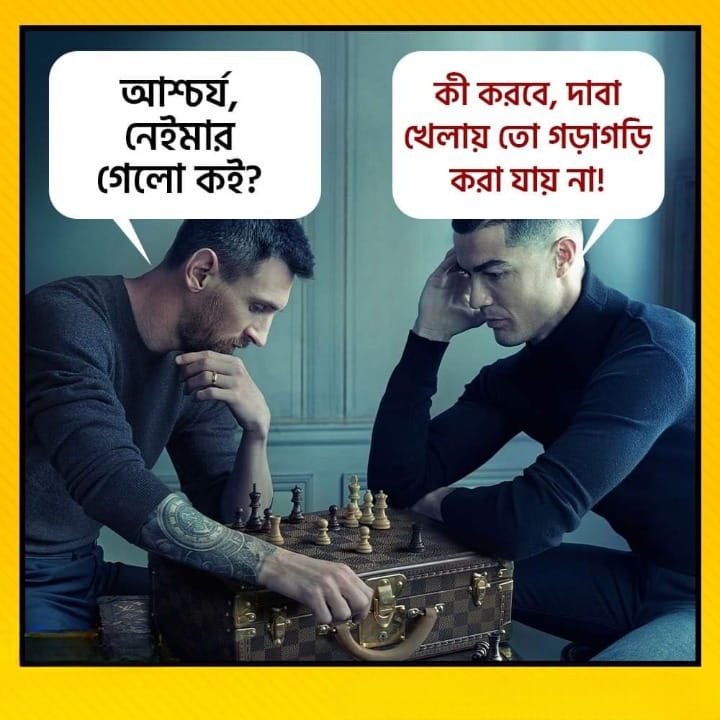 আশ্চর্য,
নেইমার
গেলো কই?
কী করবে, দাবা
খেলায় তো গড়াগড়ি
করা যায় না!